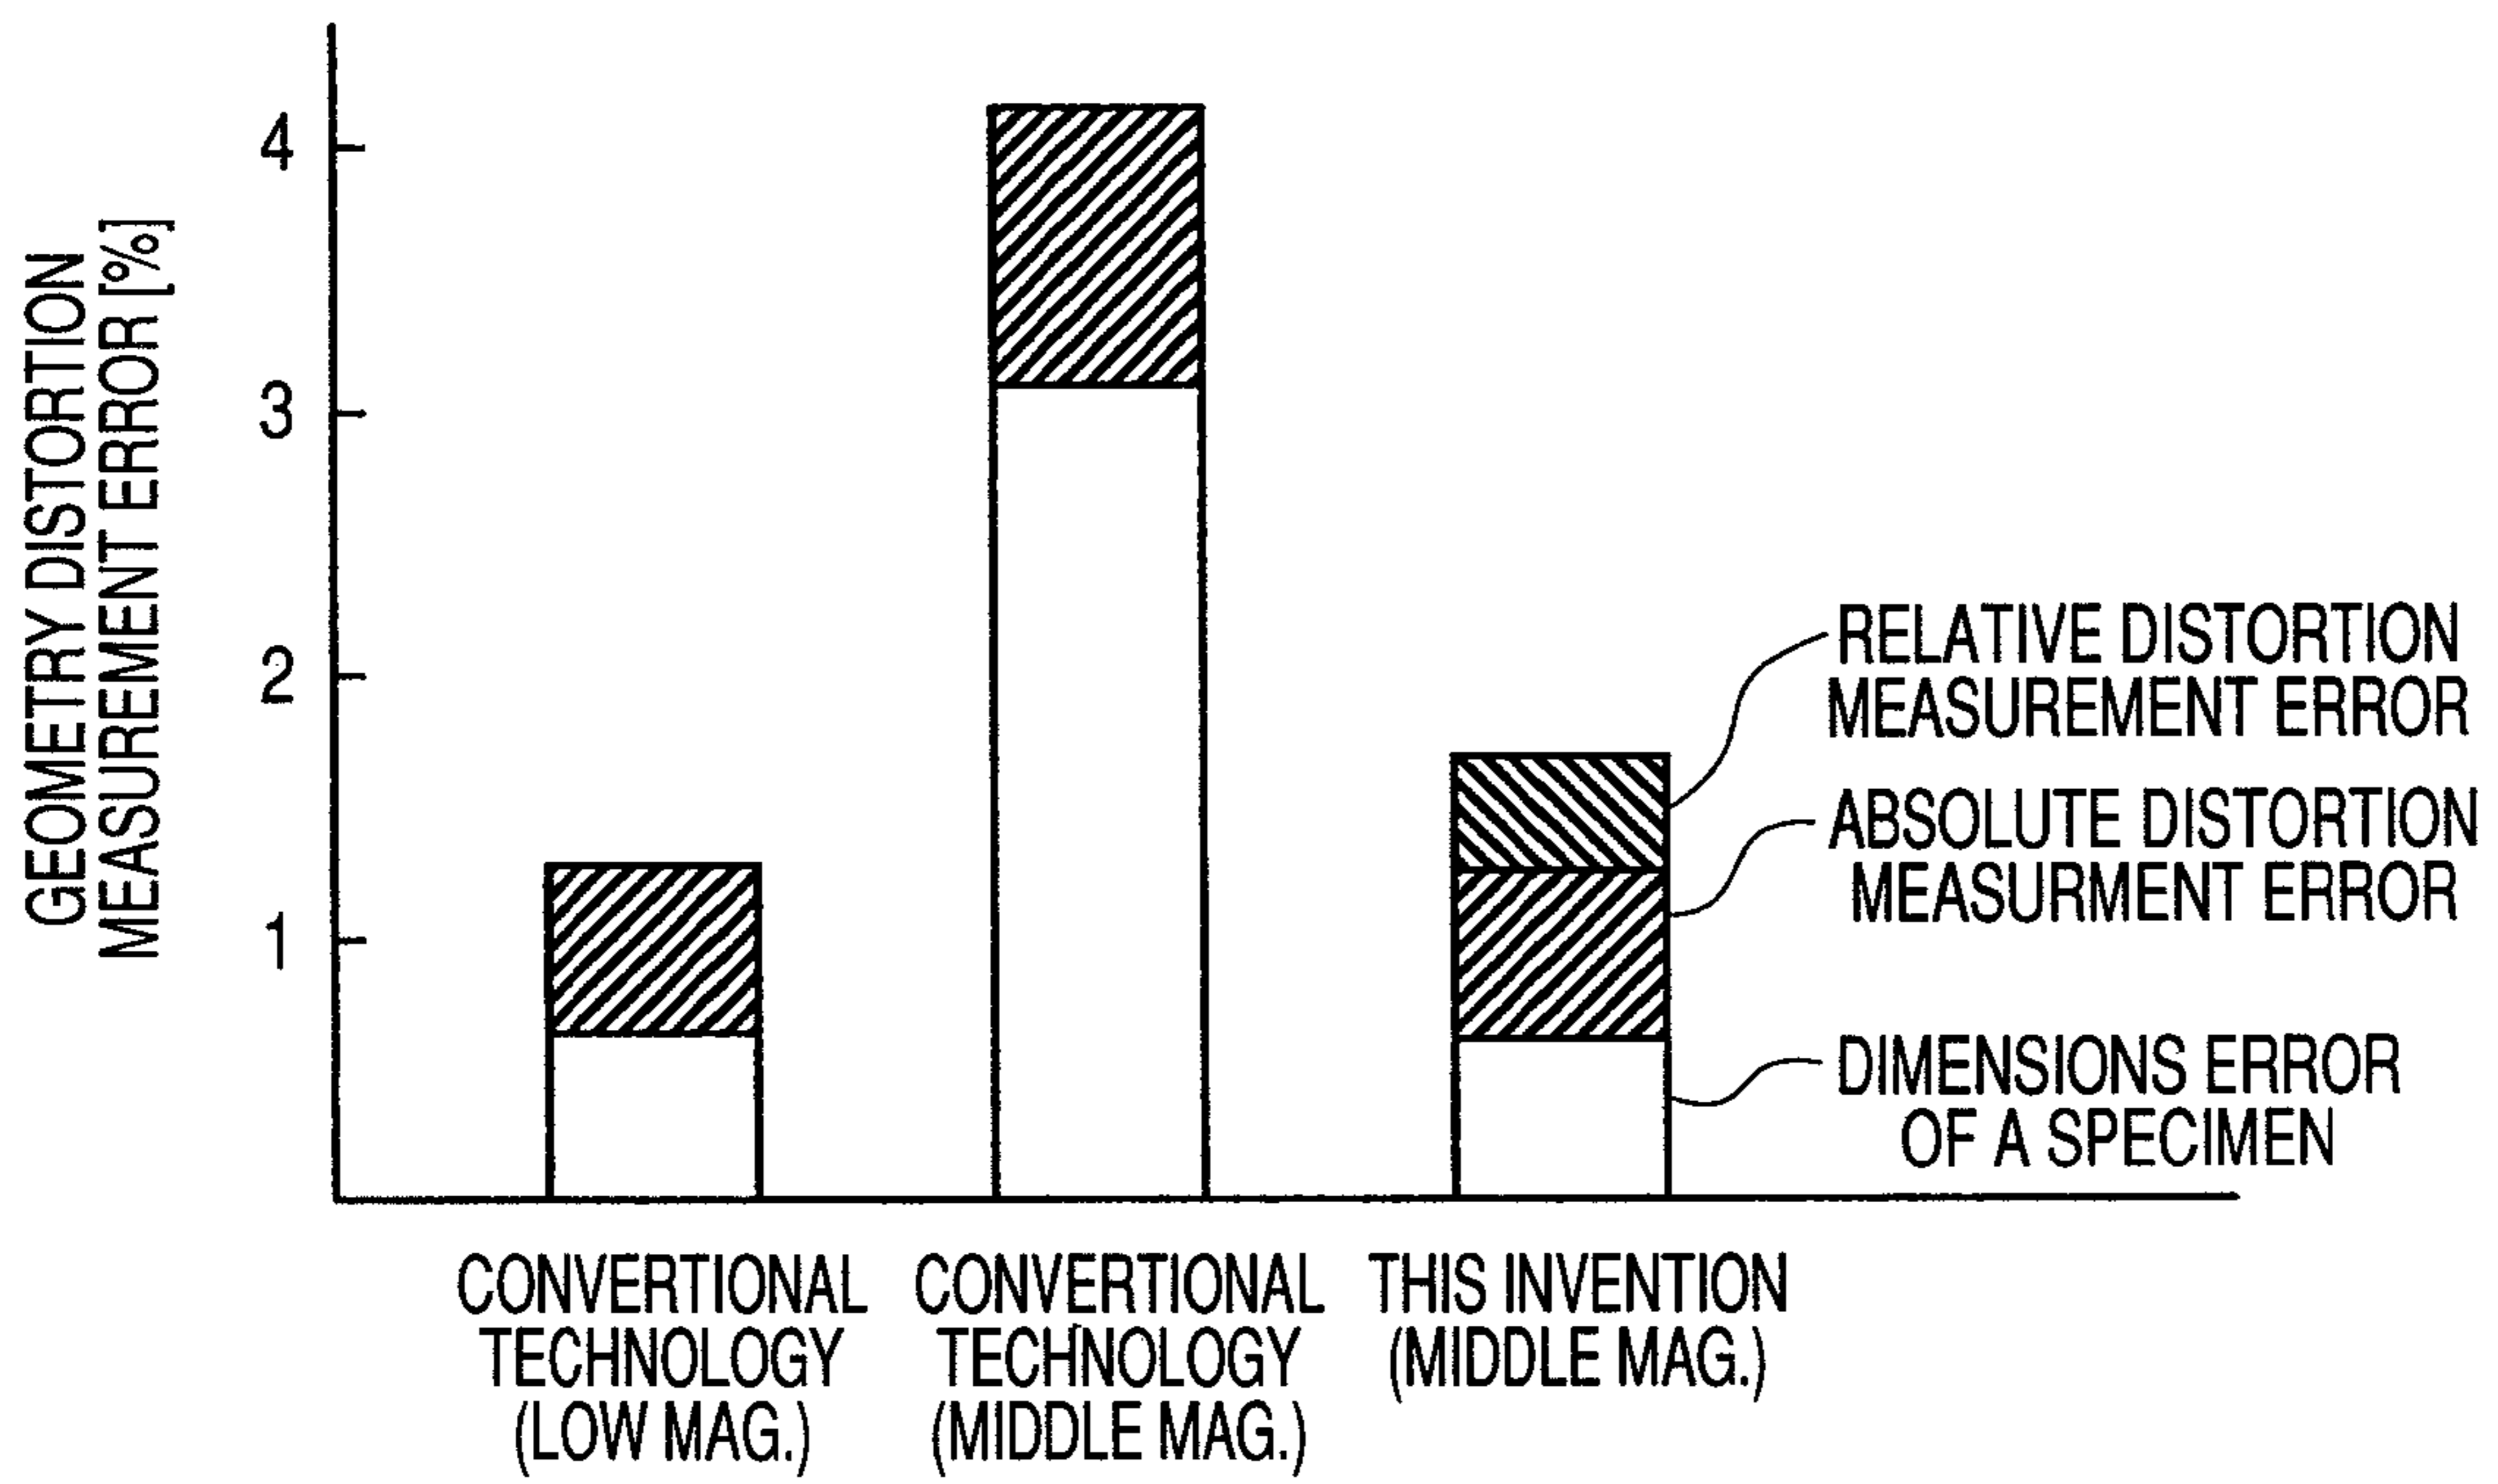 GEOMETRY DISTORTION
MEASUREMENT ERROR [%]
4
3
2
1
RELATIVE DISTORTION
MEASUREMENT ERROR
ABSOLUTE DISTORTION
MEASURMENT ERROR
DIMENSIONS ERROR
OF A SPECIMEN
CONVERTIONAL
TECHNOLOGY
(LOW MAG.)
CONVERTIONAL
TECHNOLOGY
(MIDDLE MAG.)
THIS INVENTION
(MIDDLE MAG.)